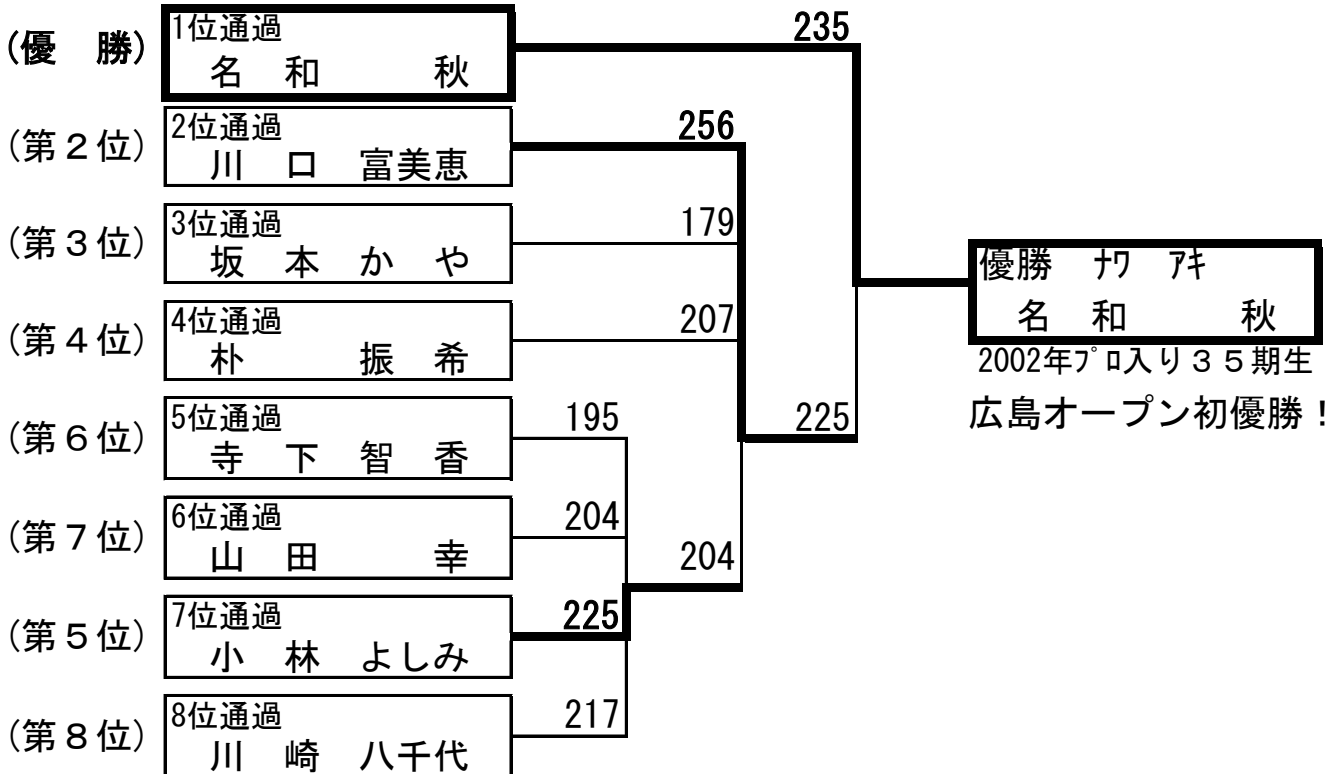 (優　勝)
1位通過
名　和　　　秋
235
(第２位)
2位通過
川　口　富美恵
256
(第３位)
3位通過
坂　本　か　や
179
(第４位)
4位通過
朴　　　振　希
207
(第６位)
5位通過
寺　下　智　香
195
(第７位)
6位通過
山　田　　　幸
204
(第５位)
7位通過
小　林　よしみ
225
204
(第８位)
8位通過
川　崎　八千代
217
225
優勝　ﾅﾜ　ｱｷ
名　和　　　秋
2002年ﾌﾟﾛ入り３５期生
広島オープン初優勝！